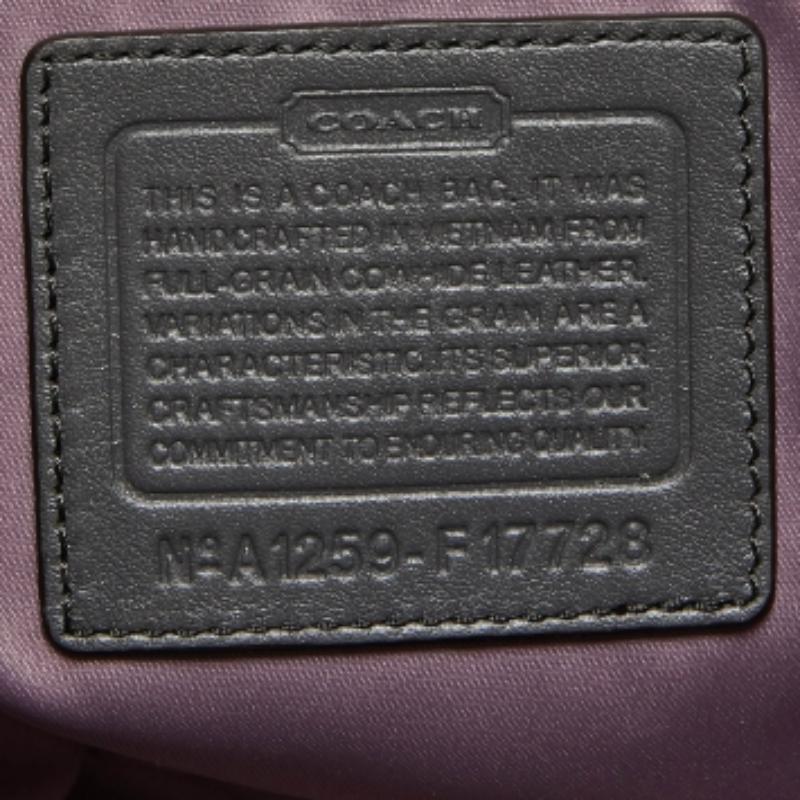 COACH
THIS IS A COACH BAG. IT WAS
HANDCRAFTED IN VIETNAM FROM
FULL-GRAIN COWHIDE LEATHER.
VARIATIONS IN THE GRAIN ARE A
CHARACTERISTIC. ITS SUPERIOR
CRAFTSMANSHIP REFLECTS OUR
COMMITMENT TO ENDURING QUALITY.
No A1259-F17728